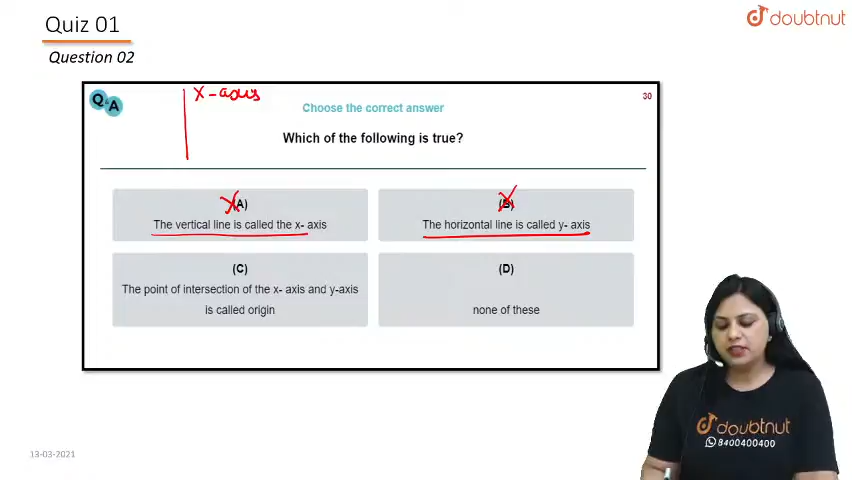 Quiz 01
doubtnut
Question 02
Q&A
x-axis
30
Choose the correct answer
Which of the following is true?
(A)
The vertical line is called the x- axis
(B)
The horizontal line is called y- axis
(C)
The point of intersection of the x- axis and y-axis
is called origin
(D)
none of these
doubtnut
8400400400
13-03-2021